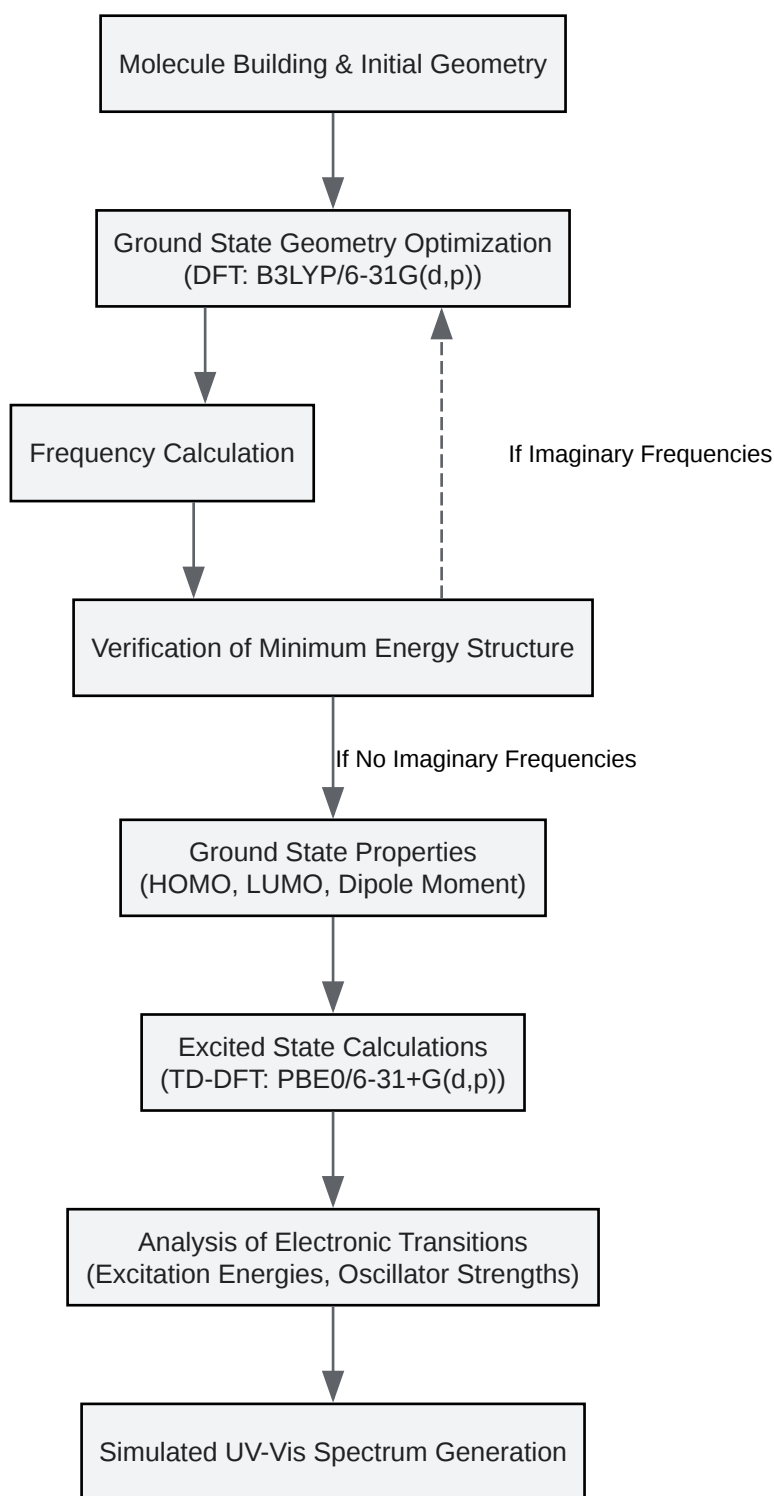 Molecule Building & Initial Geometry
Ground State Geometry Optimization
(DFT: B3LYP/6-31G(d,p))
Frequency Calculation
If Imaginary Frequencies
Verification of Minimum Energy Structure
If No Imaginary Frequencies
Ground State Properties
(HOMO, LUMO, Dipole Moment)
Excited State Calculations
(TD-DFT: PBE0/6-31+G(d,p))
Analysis of Electronic Transitions
(Excitation Energies, Oscillator Strengths)
Simulated UV-Vis Spectrum Generation